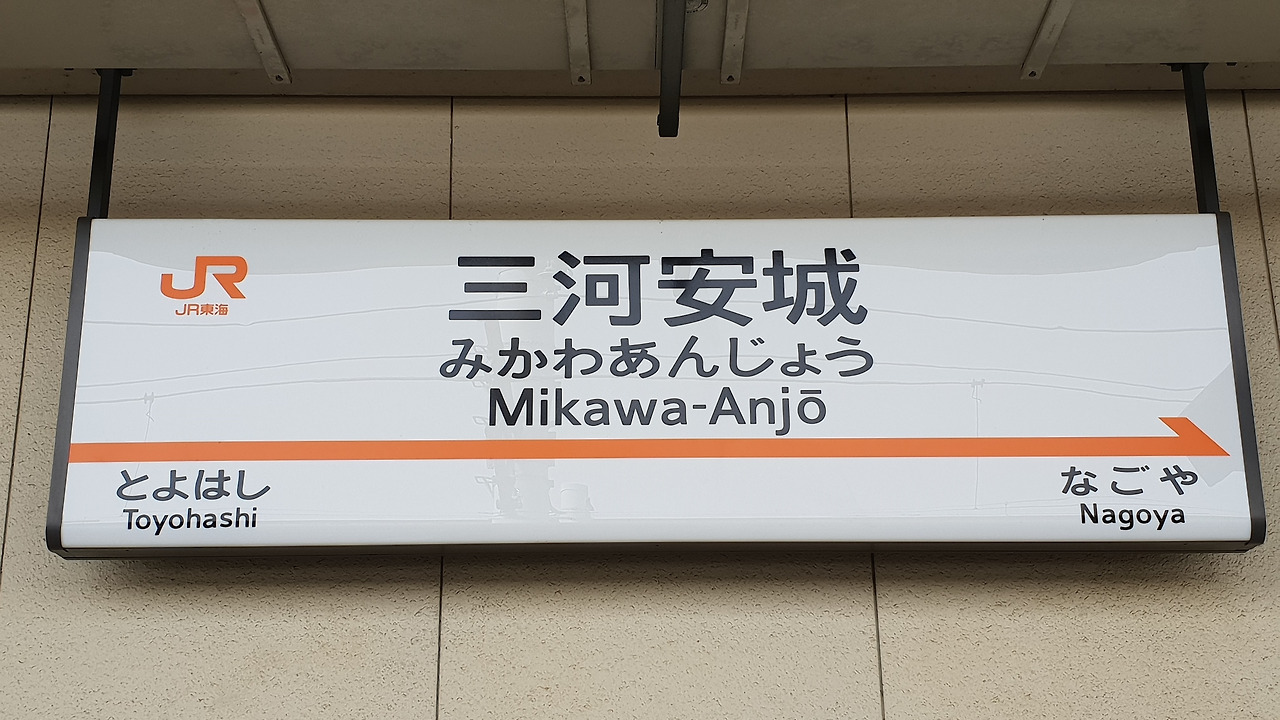 JR
JR東海
三河安城
みかわあんじょう
Mikawa-Anjō
とよはし
Toyohashi
なごや
Nagoya